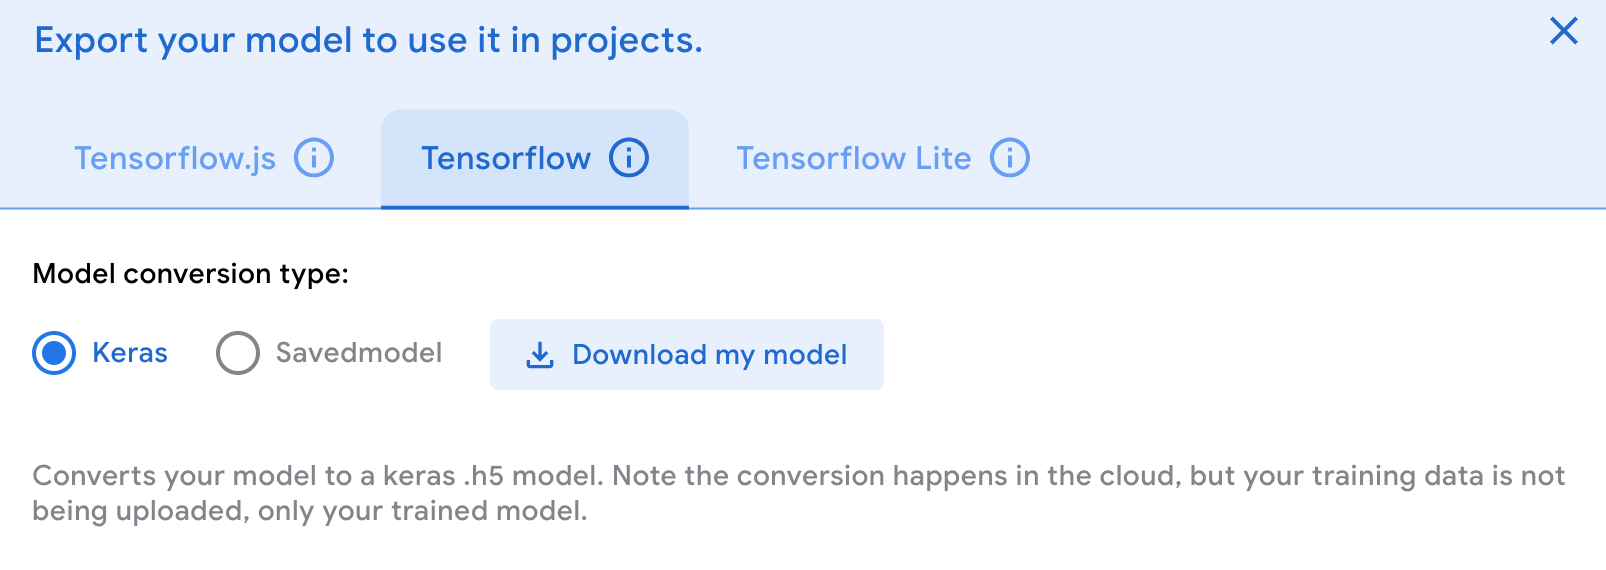 Export your model to use it in projects.
Tensorflow.js Tensorflow Tensorflow Lite
Model conversion type:
Keras Savedmodel Download my model
Converts your model to a keras .h5 model. Note the conversion happens in the cloud, but your training data is not
being uploaded, only your trained model.